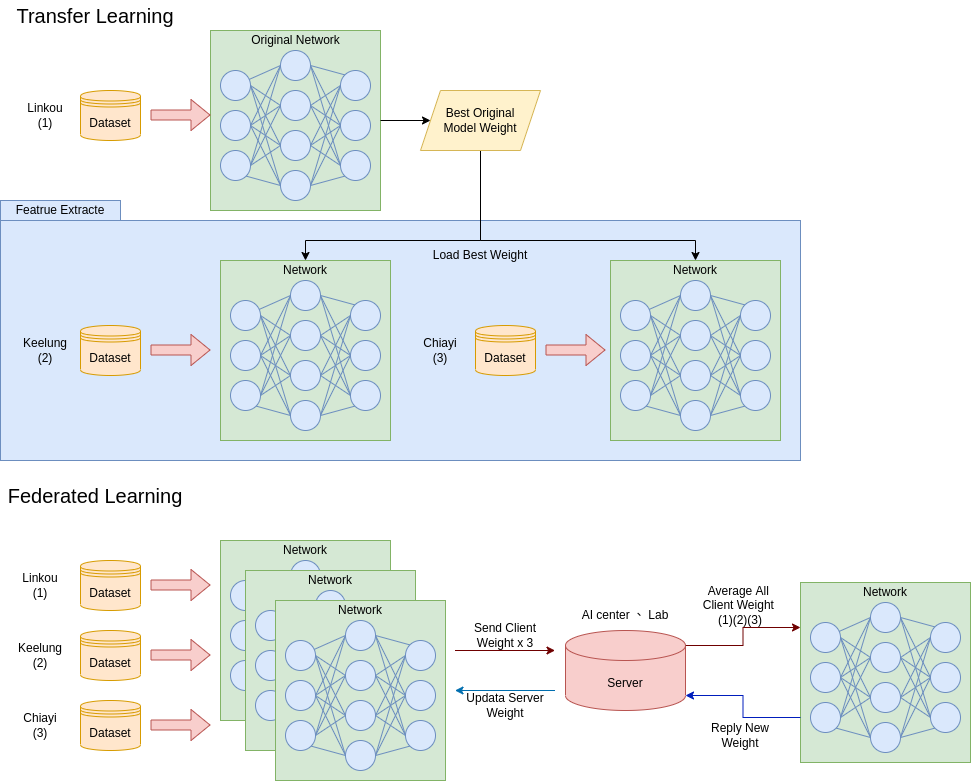 Transfer Learning
Original Network
Linkou
(1)
Dataset
Best Original
Model Weight
Featrue Extracte
Load Best Weight
Network
Network
Keelung
(2)
Dataset
Chiayi
(3)
Dataset
Federated Learning
Linkou
(1)
Dataset
Keelung
(2)
Dataset
Chiayi
(3)
Dataset
Network
Network
Network
Send Client
Weight x 3
Updata Server
Weight
AI center 、 Lab
Server
Average All
Client Weight
(1)(2)(3)
Reply New
Weight
Network